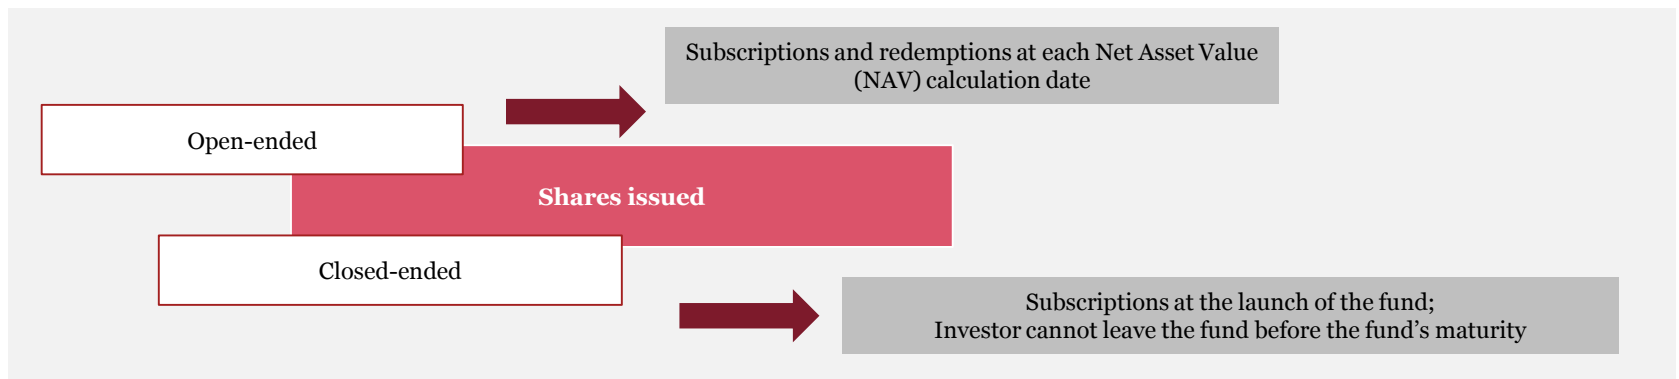 Subscriptions and redemptions at each Net Asset Value
(NAV) calculation date
Open-ended
Shares issued
Closed-ended
Subscriptions at the launch of the fund;
Investor cannot leave the fund before the fund’s maturity